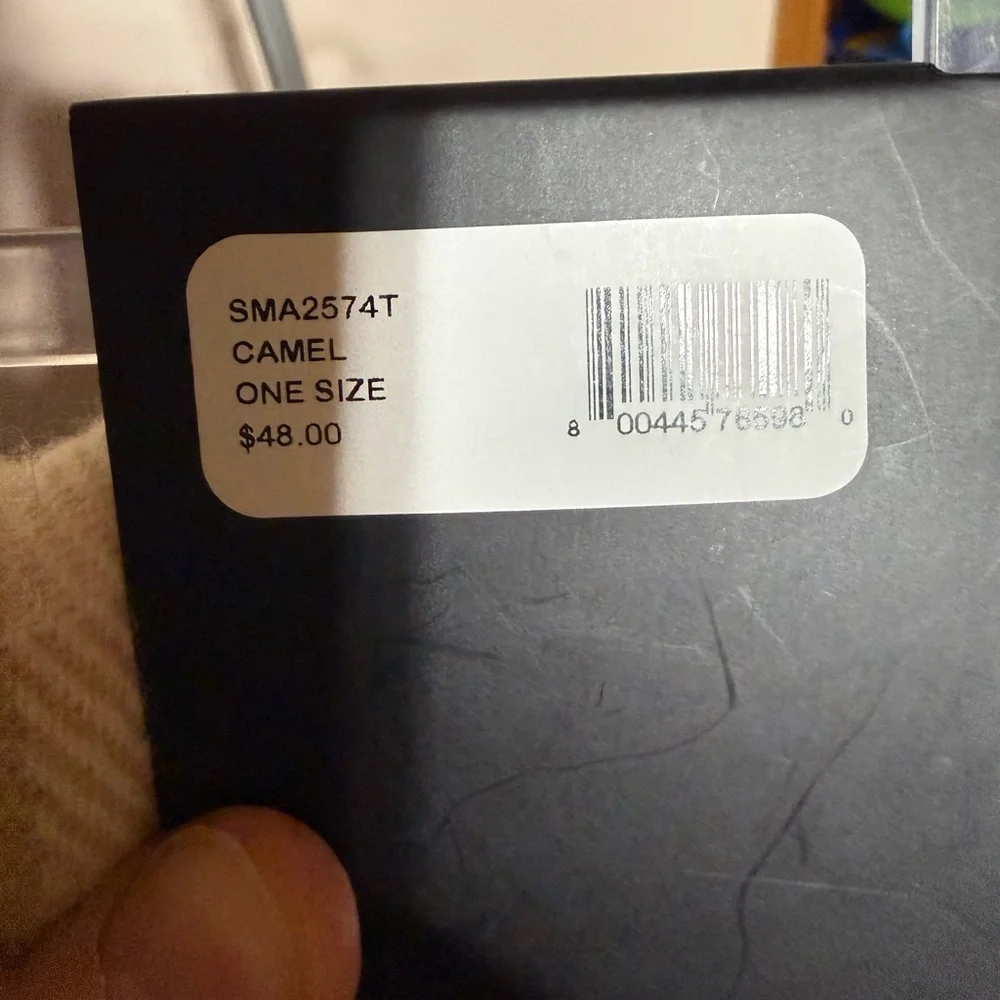 SMA2574T
CAMEL
ONE SIZE
$48.00
8 00445 76598 0